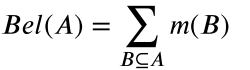 Bel(A) = ∑_{B⊆A} m(B)